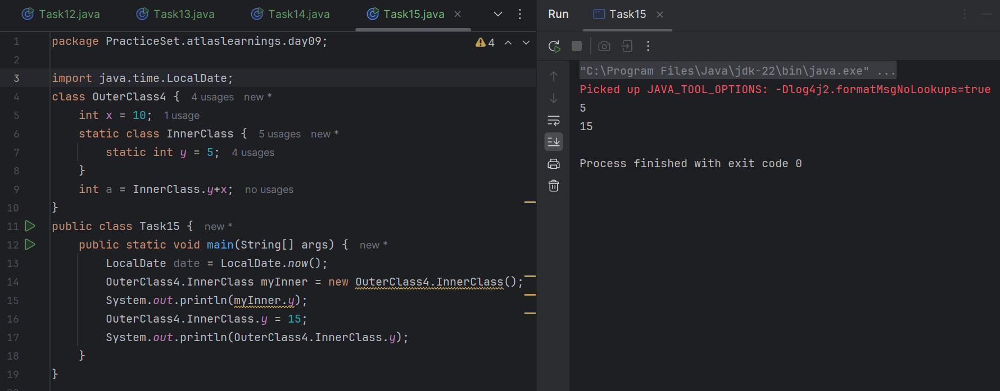 Task12.java Task13.java Task14.java Task15.java
4
1 package PracticeSet.atlaslearnings.day09;
2
3 import java.time.LocalDate;
4 class OuterClass4 { 4 usages new *
5 int x = 10; 1 usage
6 static class InnerClass { 5 usages new *
7 static int y = 5; 4 usages
8 }
9 int a = InnerClass.y+x; no usages
10 }
11 public class Task15 { new *
12 public static void main(String[] args) { new *
13 LocalDate date = LocalDate.now();
14 OuterClass4.InnerClass myInner = new OuterClass4.InnerClass();
15 System.out.println(myInner.y);
16 OuterClass4.InnerClass.y = 15;
17 System.out.println(OuterClass4.InnerClass.y);
18 }
19 }
Run Task15
"C:\Program Files\Java\jdk-22\bin\java.exe" ...
Picked up JAVA_TOOL_OPTIONS: -Dlog4j2.formatMsgNoLookups=true
5
15
Process finished with exit code 0